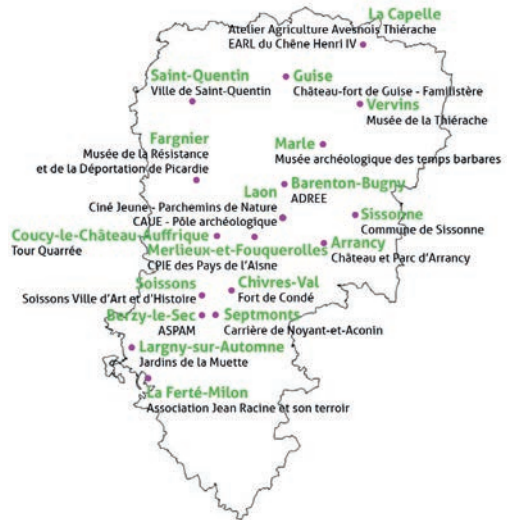 La Capelle
Atelier Agriculture Avesnois Thiérache
EARL du Chêne Henri IV
Saint-Quentin
Ville de Saint-Quentin
Guise
Château-fort de Guise - Familistère
Vervins
Musée de la Thiérache
Fargnier
Musée de la Résistance
et de la Déportation de Picardie
Marle
Musée archéologique des temps barbares
Laon
Ciné Jeune - Parchemins de Nature
CAUE - Pôle archéologique
Barenton-Bugny
ADREE
Sissonne
Commune de Sissonne
Coucy-le-Château-Auffrique
Tour Quarrée
Merlieux-et-Fouquerolles
CPIE des Pays de l'Aisne
Arrancy
Château et Parc d'Arrancy
Soissons
Soissons Ville d'Art et d'Histoire
Chivres-Val
Fort de Condé
Berzy-le-Sec
ASPAM
Septmonts
Carrière de Noyant-et-Aconin
Largny-sur-Automne
Jardins de la Muette
La Ferté-Milon
Association Jean Racine et son terroir